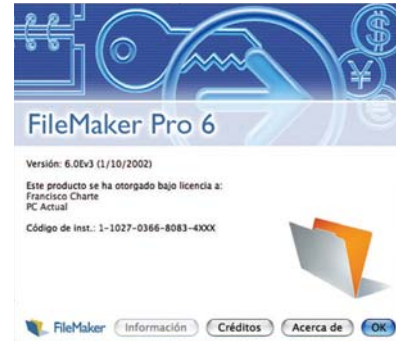 FileMaker Pro 6
Versión: 6.0Ev3 (1/10/2002)
Este producto se ha otorgado bajo licencia a:
Francisco Charte
PC Actual
Código de inst.: 1-1027-0366-8083-4XXX
FileMaker Información Créditos Acerca de OK